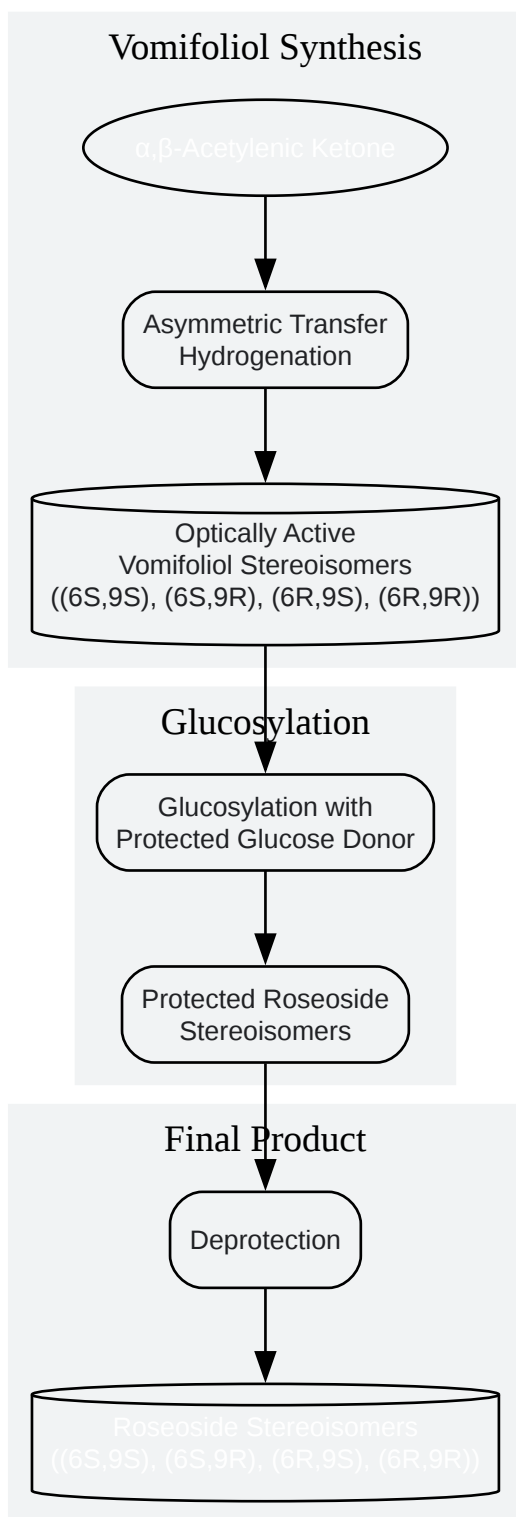 Vomifoliol Synthesis
α,β-Acetylenic Ketone
Asymmetric Transfer
Hydrogenation
Optically Active
Vomifoliol Stereoisomers
((6S,9S), (6S,9R), (6R,9S), (6R,9R))
Glucosylation
Glucosylation with
Protected Glucose Donor
Protected Roseoside
Stereoisomers
Final Product
Deprotection
Roseoside Stereoisomers
((6S,9S), (6S,9R), (6R,9S), (6R,9R))